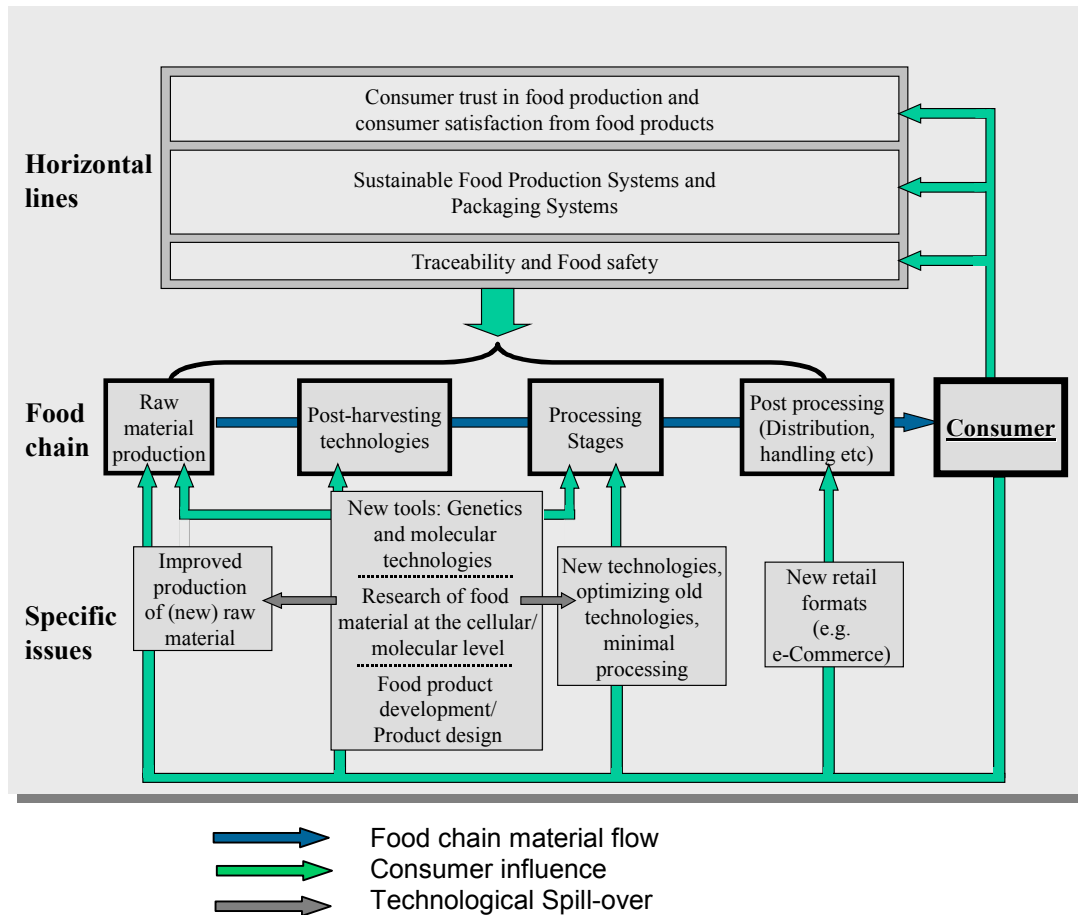 Consumer trust in food production and
consumer satisfaction from food products
Horizontal
lines
Sustainable Food Production Systems and
Packaging Systems
Traceability and Food safety
Food
chain
Raw
material
production
Post-harvesting
technologies
Processing
Stages
Post processing
(Distribution,
handling etc)
Consumer
Specific
issues
Improved
production
of (new) raw
material
New tools: Genetics
and molecular
technologies
Research of food
material at the cellular/
molecular level
Food product
development/
Product design
New technologies,
optimizing old
technologies,
minimal
processing
New retail
formats
(e.g.
e-Commerce)
Food chain material flow
Consumer influence
Technological Spill-over